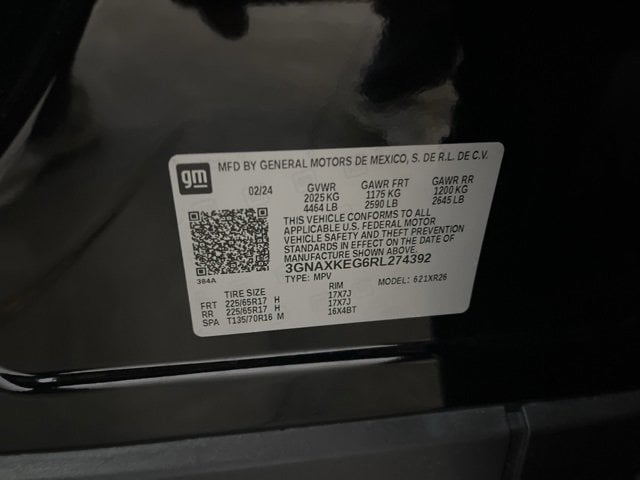 gm
MFD BY GENERAL MOTORS DE MEXICO, S. DE R.L. DE C.V.
02/24 GVWR GAWR FRT GAWR RR
2025 KG 1175 KG 1200 KG
4464 LB 2590 LB 2645 LB
THIS VEHICLE CONFORMS TO ALL
APPLICABLE U.S. FEDERAL MOTOR
VEHICLE SAFETY AND THEFT PREVENTION
STANDARDS IN EFFECT ON THE DATE OF
MANUFACTURE SHOWN ABOVE.
3GNAXKEG6RL274392
384A TYPE: MPV MODEL: 621XR26
TIRE SIZE RIM
FRT 225/65R17 H 17X7J
RR 225/65R17 H 17X7J
SPA T135/70R16 M 16X4BT